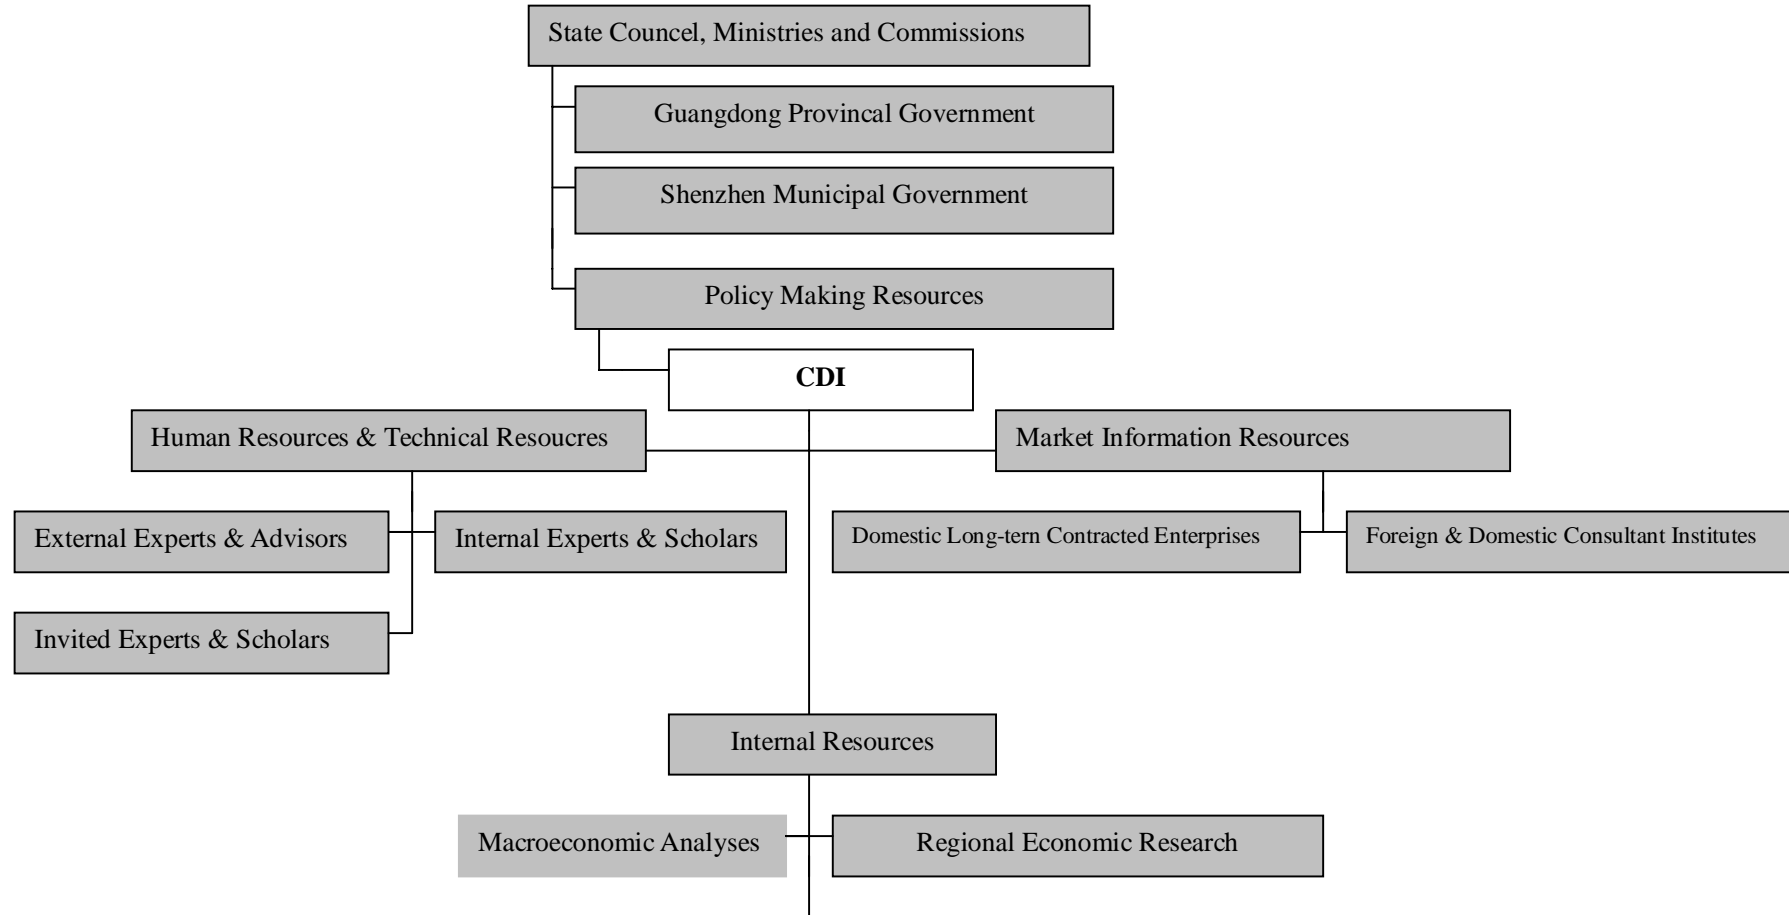 State Councel, Ministries and Commissions
Guangdong Provincal Government
Shenzhen Municipal Government
Policy Making Resources
CDI
Human Resources & Technical Resoucres
Market Information Resources
External Experts & Advisors
Internal Experts & Scholars
Domestic Long-tern Contracted Enterprises
Foreign & Domestic Consultant Institutes
Invited Experts & Scholars
Internal Resources
Macroeconomic Analyses
Regional Economic Research